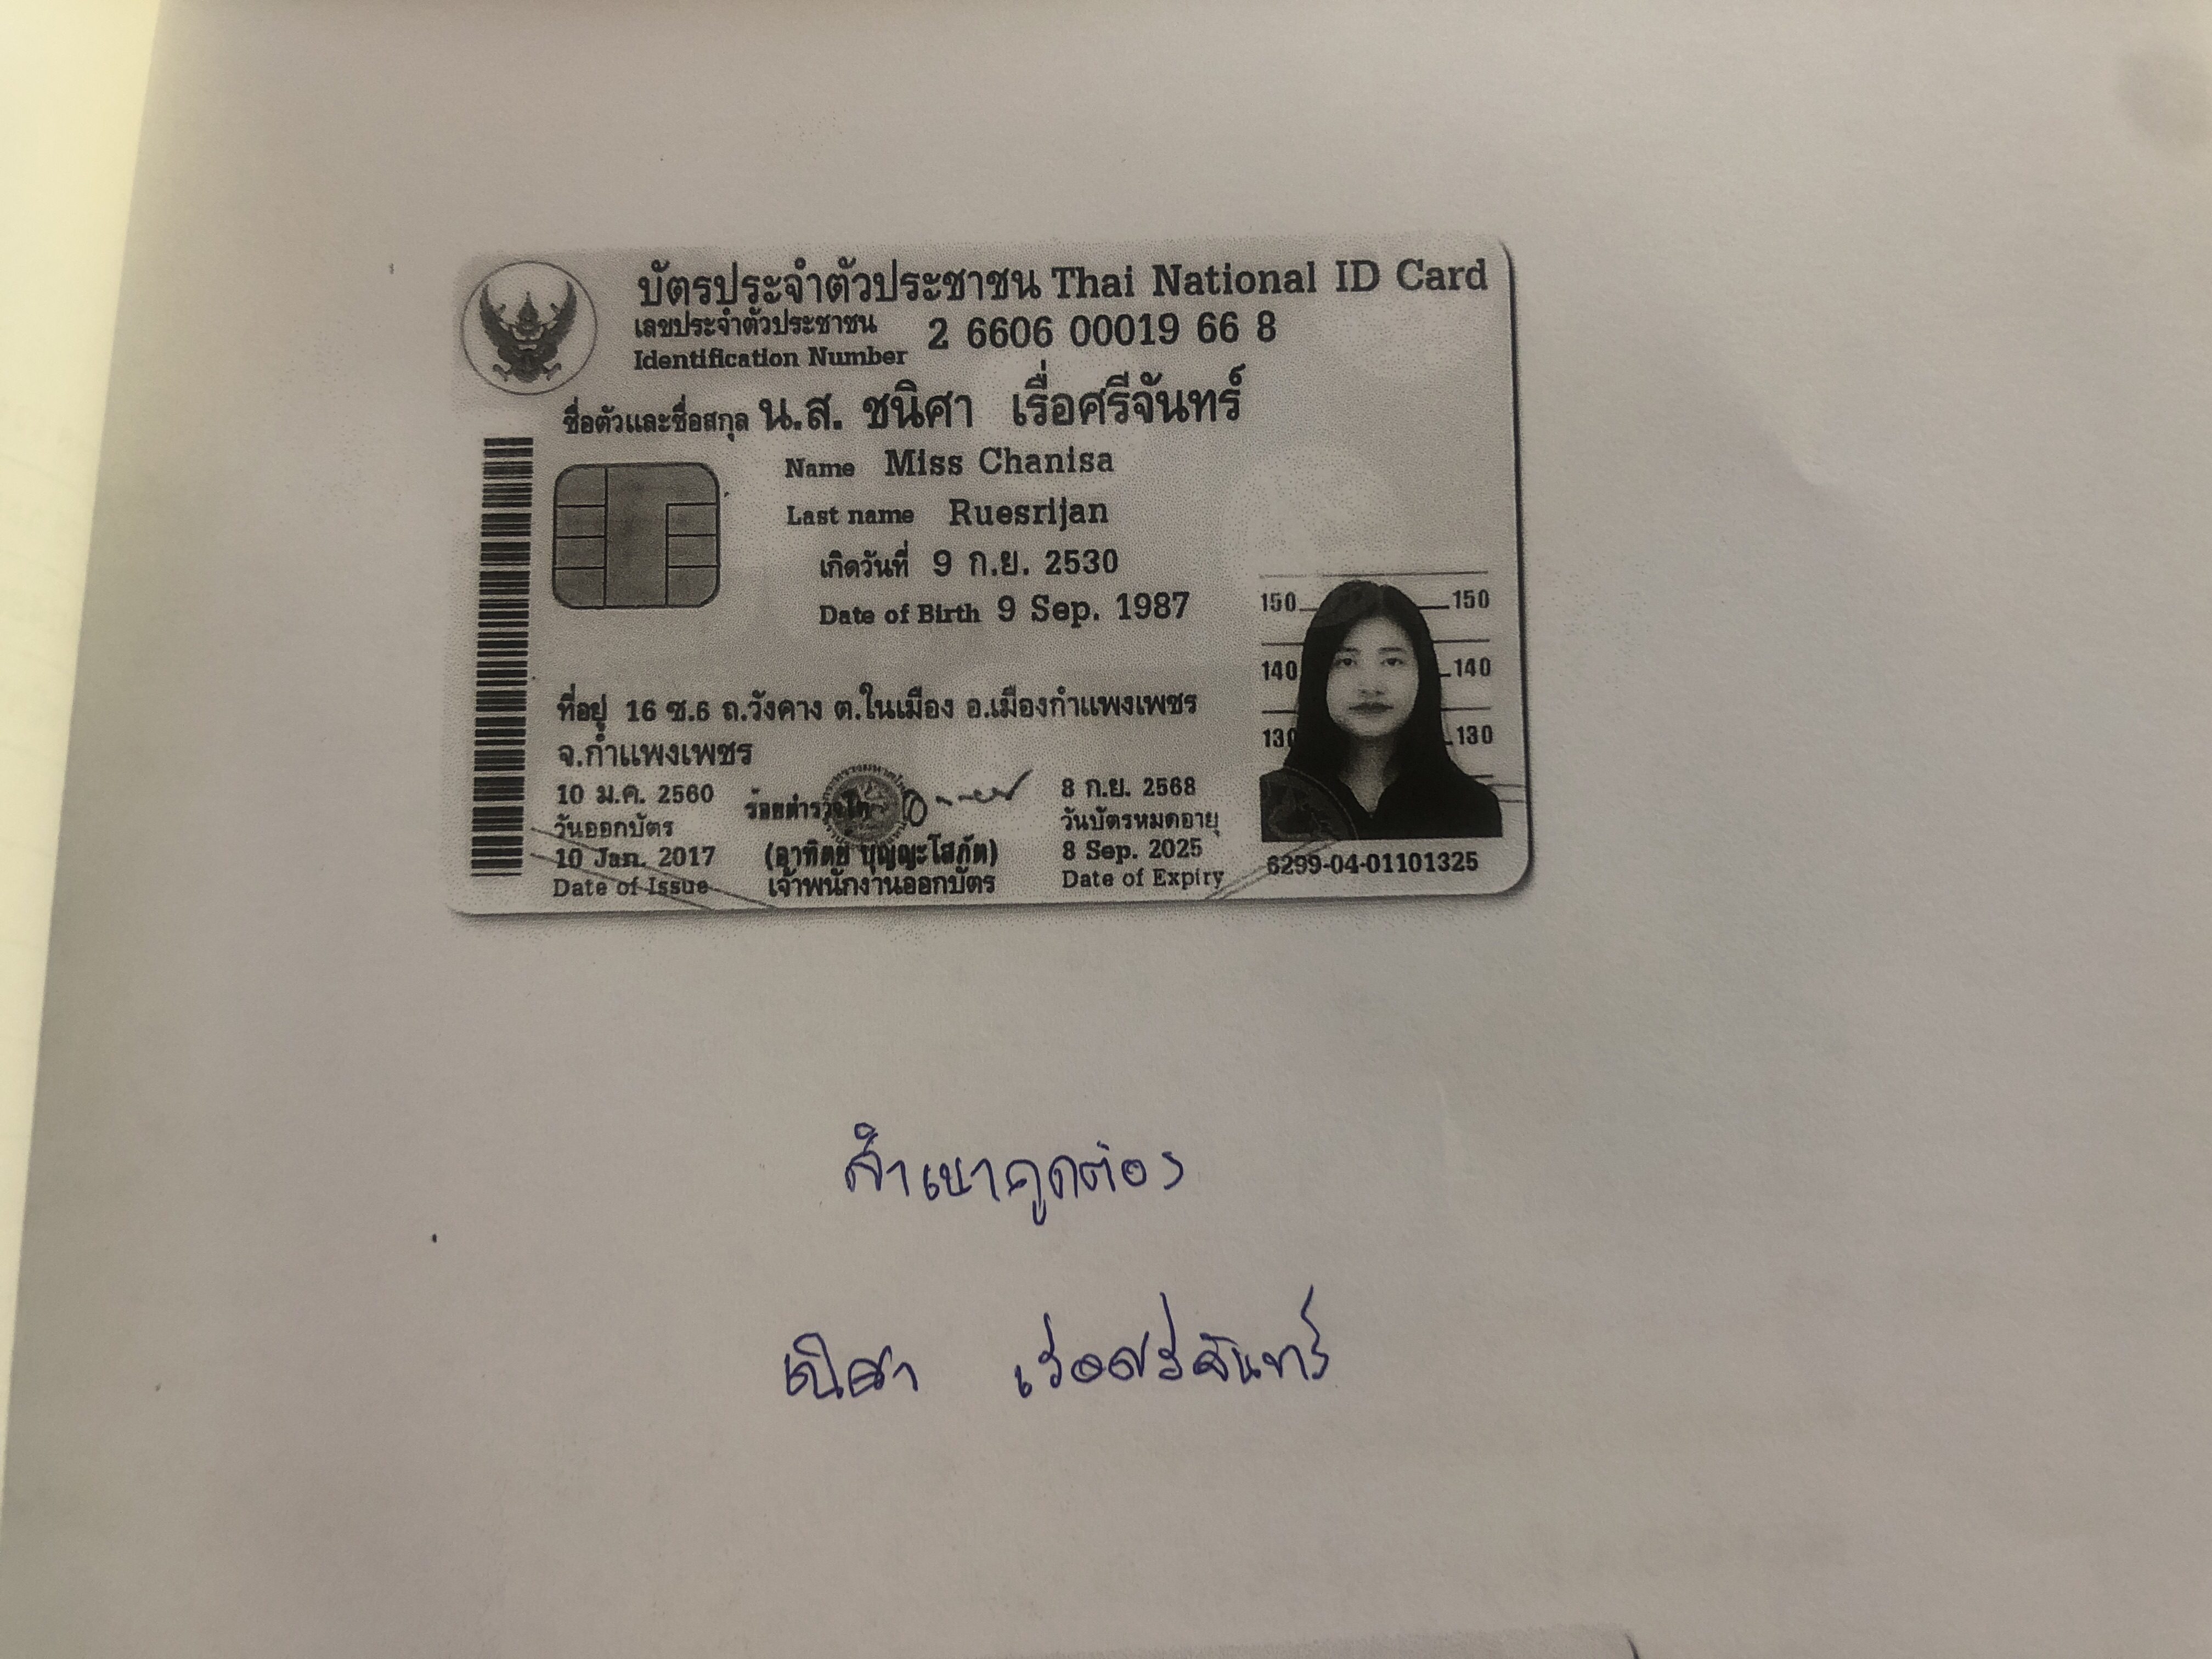 บัตรประจำตัวประชาชน Thai National ID Card
เลขประจำตัวประชาชน
Identification Number 2 6606 00019 66 8
ชื่อตัวและชื่อสกุล น.ส. ชนิศา เรื่อศรีจันทร์
Name Miss Chanisa
Last name Ruesrijan
เกิดวันที่ 9 ก.ย. 2530
Date of Birth 9 Sep. 1987
ที่อยู่ 16 ซ.6 ถ.วังคาง ต.ในเมือง อ.เมืองกำแพงเพชร
จ.กำแพงเพชร
10 ม.ค. 2560
วันออกบัตร
10 Jan. 2017
Date of Issue
ร้อยตำรวจโท
(อาทิตย์ บุญญะโสภัต)
เจ้าพนักงานออกบัตร
8 ก.ย. 2568
วันบัตรหมดอายุ
8 Sep. 2025
Date of Expiry
150 150
140 140
130 130
6299-04-01101325
สำเนาถูกต้อง
ชนิศา เรื่อศรีจันทร์